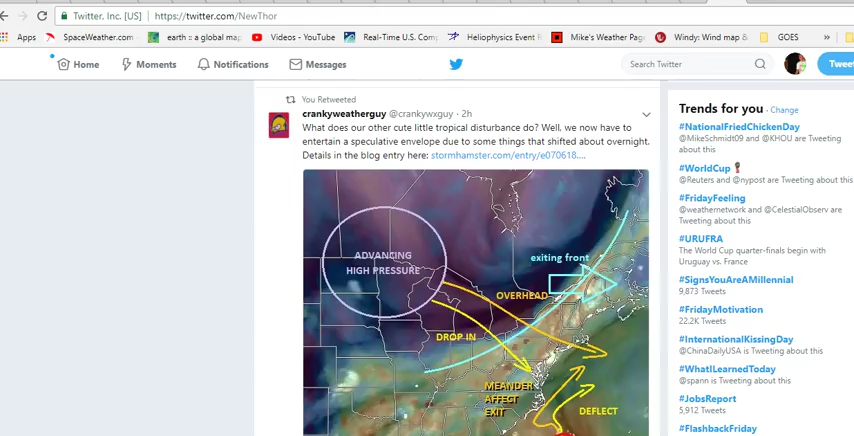 Twitter, Inc. [US] https://twitter.com/NewThor
Apps SpaceWeather.com - earth :: a global map Videos - YouTube Real-Time U.S. Comp Heliophysics Event R Mike's Weather Page Windy: Wind map & GOES » 
Home Moments Notifications Messages Search Twitter Tweet
You Retweeted
crankyweatherguy @crankywxguy · 2h
What does our other cute little tropical disturbance do? Well, we now have to
entertain a speculative envelope due to some things that shifted about overnight.
Details in the blog entry here: stormhamster.com/entry/e070618....
ADVANCING
HIGH PRESSURE
exiting front
OVERHEAD
DROP IN
MEANDER
AFFECT
EXIT
DEFLECT
Trends for you · Change
#NationalFriedChickenDay
@MikeSchmidt09 and @KHOU are Tweeting
about this
#WorldCup
@Reuters and @nypost are Tweeting about this
#FridayFeeling
@weathernetwork and @CelestialObserv are
Tweeting about this
#URUFRA
The World Cup quarter-finals begin with
Uruguay vs. France
#SignsYouAreAMillennial
9,873 Tweets
#FridayMotivation
22.2K Tweets
#InternationalKissingDay
@ChinaDailyUSA is Tweeting about this
#WhatILearnedToday
@spann is Tweeting about this
#JobsReport
5,912 Tweets
#FlashbackFriday